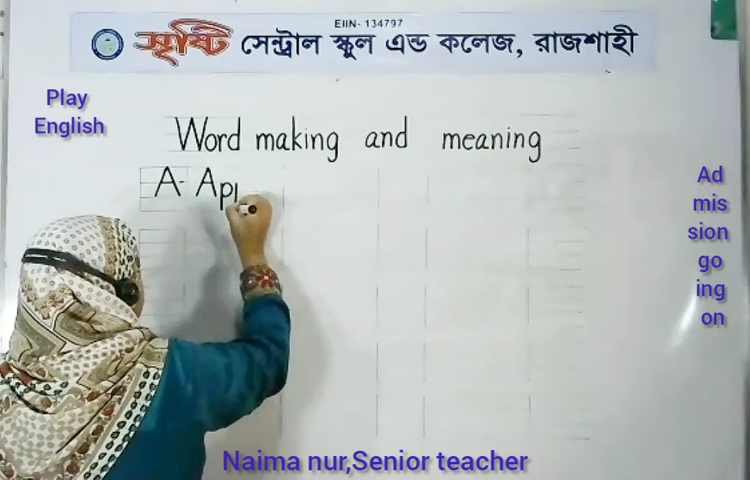 EIIN- 134797
সৃষ্টি সেন্ট্রাল স্কুল এন্ড কলেজ, রাজশাহী
Play
English
Word making and meaning
A- Ap
Ad
mis
sion
go
ing
on
Naima nur,Senior teacher